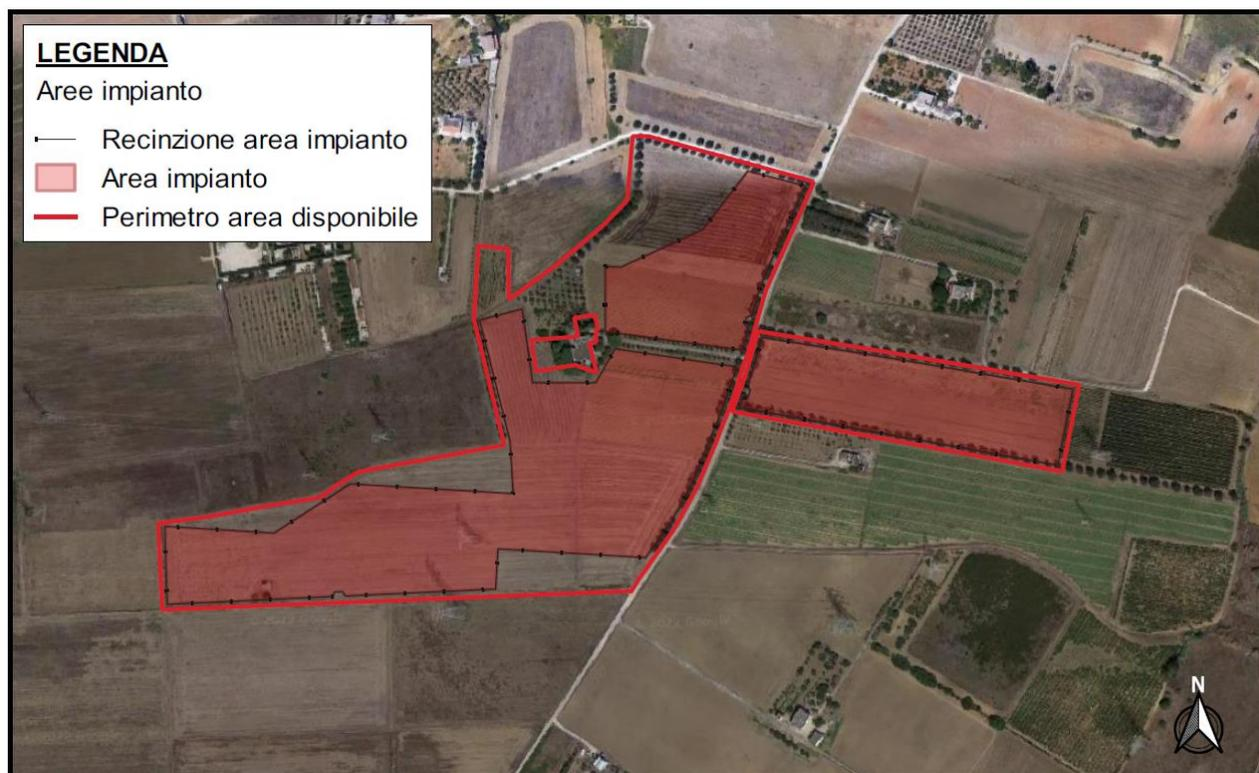 LEGENDA
Aree impianto
Recinzione area impianto
Area impianto
Perimetro area disponibile
N